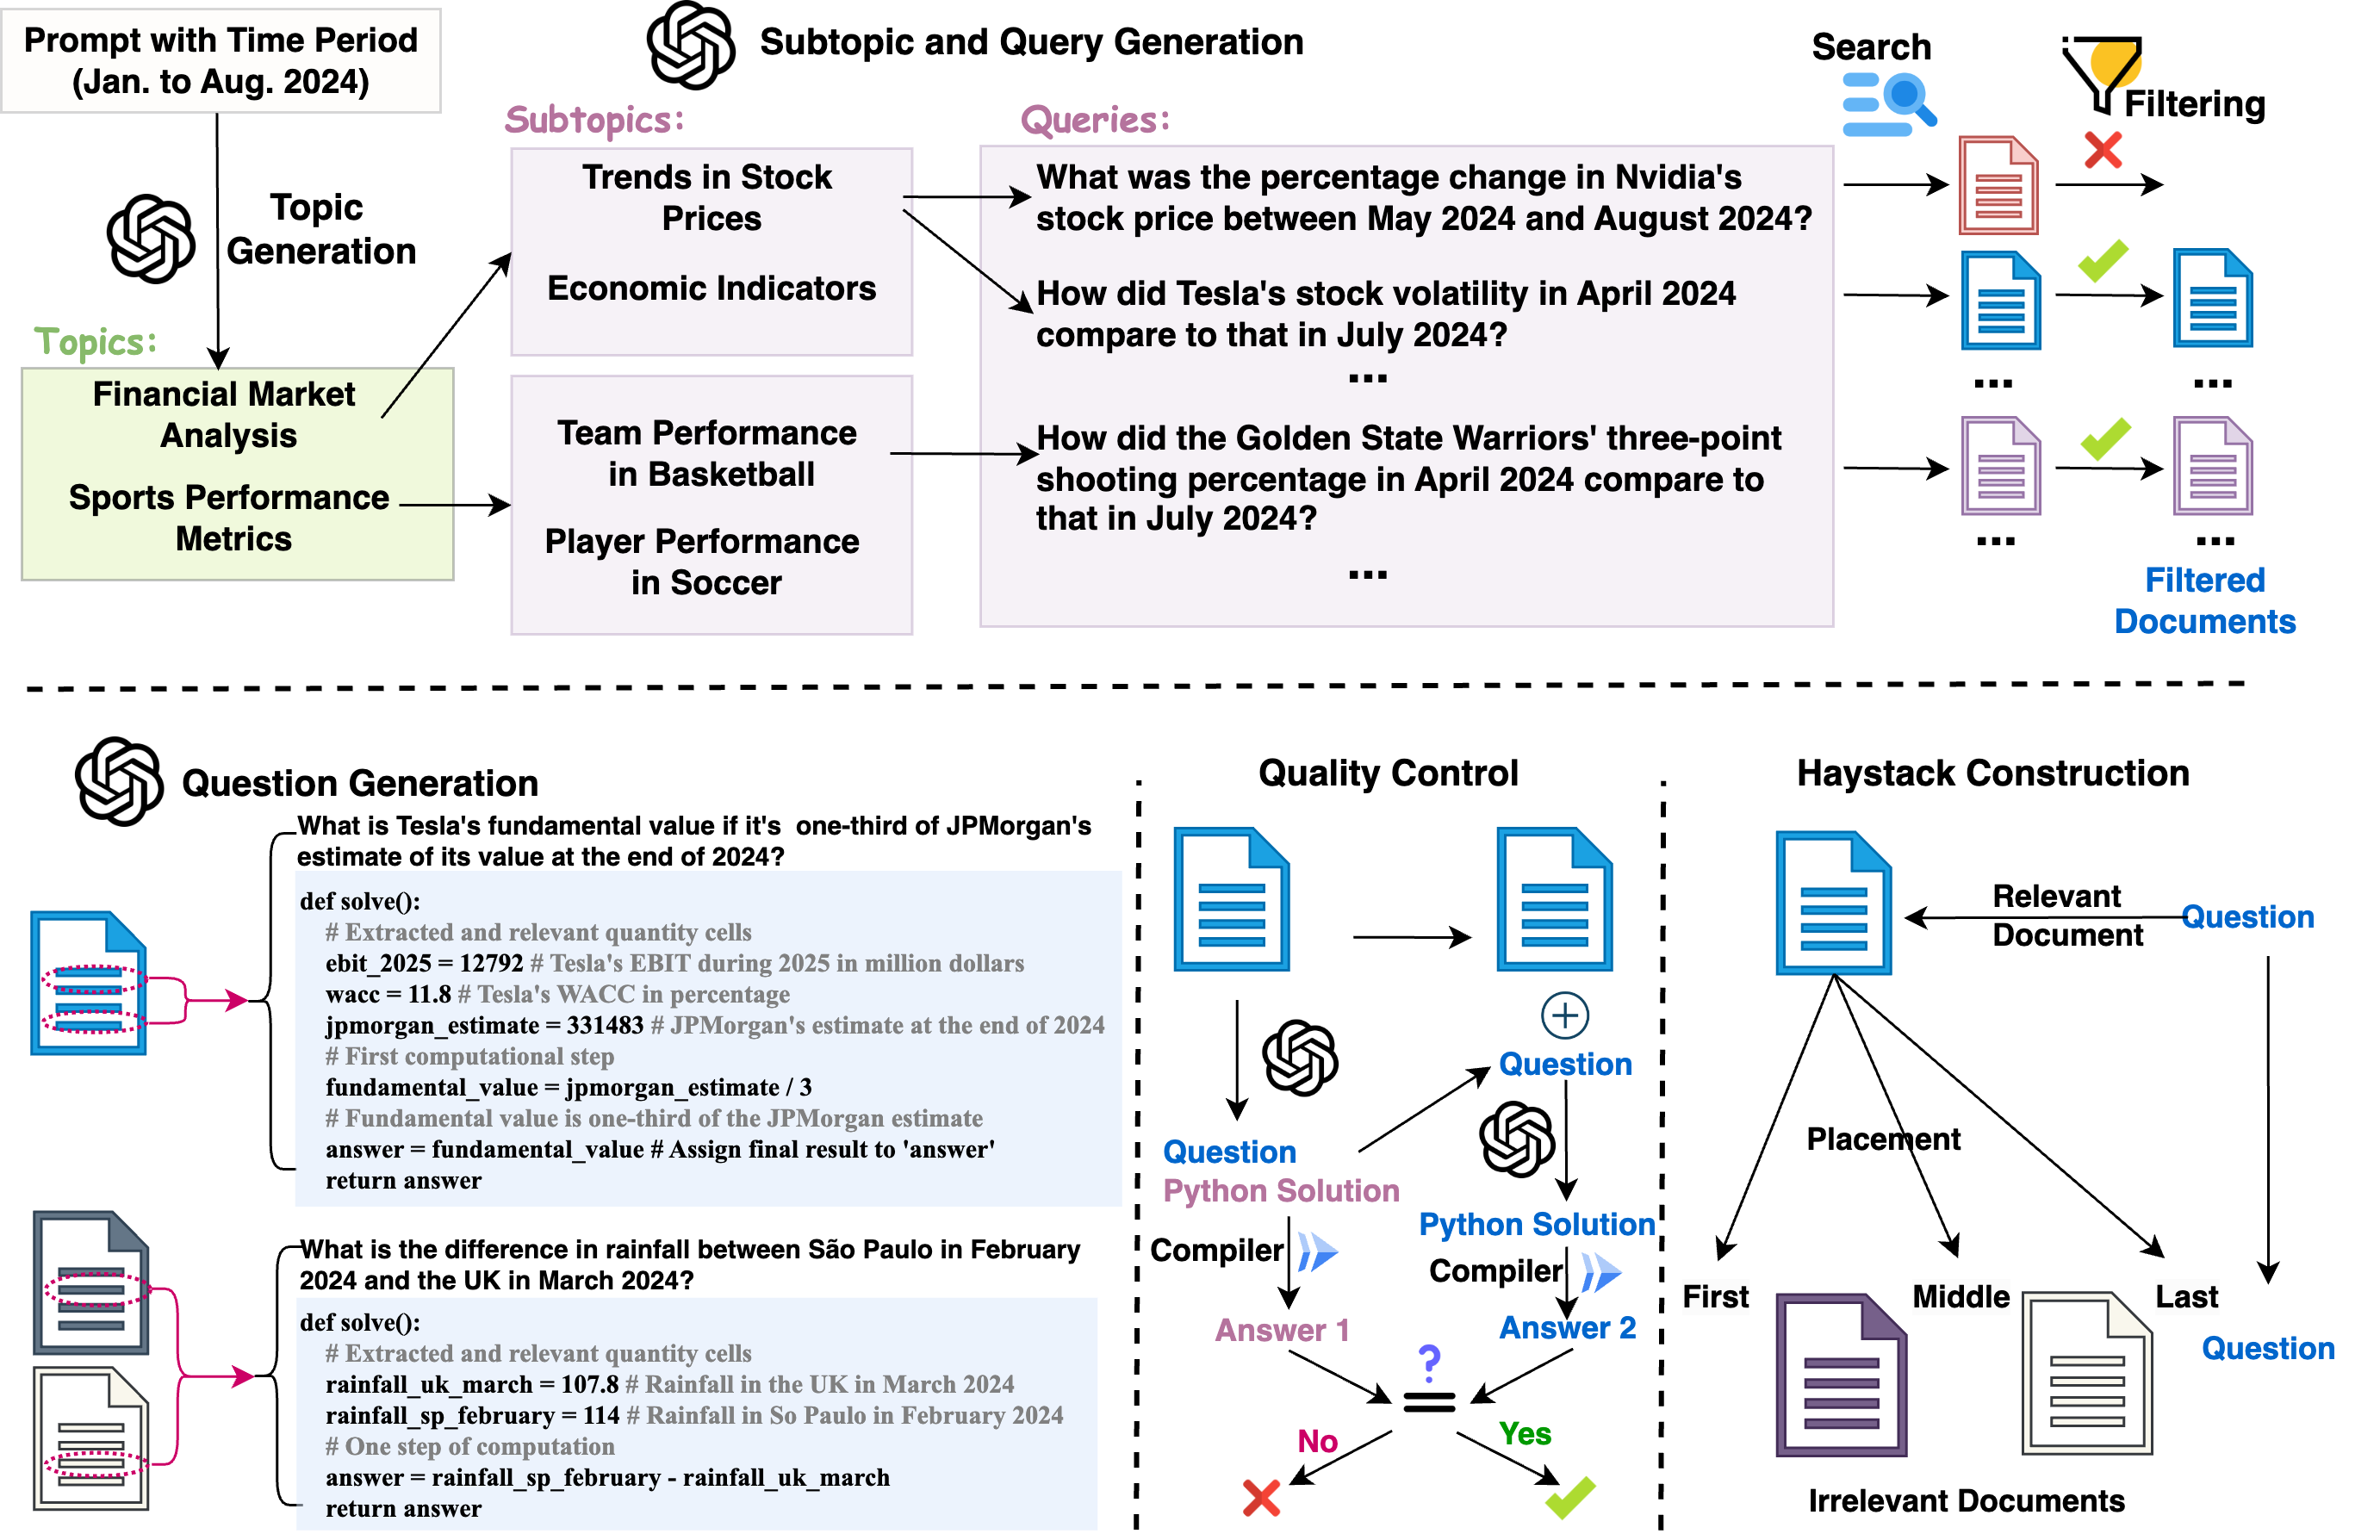 Prompt with Time Period
(Jan. to Aug. 2024)
Topic
Generation
Topics:
Financial Market
Analysis
Sports Performance
Metrics
Subtopic and Query Generation
Subtopics:
Trends in Stock
Prices
Economic Indicators
Team Performance
in Basketball
Player Performance
in Soccer
Queries:
What was the percentage change in Nvidia's
stock price between May 2024 and August 2024?
How did Tesla's stock volatility in April 2024
compare to that in July 2024?
...
How did the Golden State Warriors' three-point
shooting percentage in April 2024 compare to
that in July 2024?
...
Search
Filtering
... ...
... ...
Filtered
Documents
Question Generation
What is Tesla's fundamental value if it's  one-third of JPMorgan's
estimate of its value at the end of 2024?
def solve():
# Extracted and relevant quantity cells
ebit_2025 = 12792 # Tesla's EBIT during 2025 in million dollars
wacc = 11.8 # Tesla's WACC in percentage
jpmorgan_estimate = 331483 # JPMorgan's estimate at the end of 2024
# First computational step
fundamental_value = jpmorgan_estimate / 3
# Fundamental value is one-third of the JPMorgan estimate
answer = fundamental_value # Assign final result to 'answer'
return answer
What is the difference in rainfall between São Paulo in February
2024 and the UK in March 2024?
def solve():
# Extracted and relevant quantity cells
rainfall_uk_march = 107.8 # Rainfall in the UK in March 2024
rainfall_sp_february = 114 # Rainfall in So Paulo in February 2024
# One step of computation
answer = rainfall_sp_february - rainfall_uk_march
return answer
Quality Control
Question
Python Solution
Compiler
Answer 1
Question
Python Solution
Compiler
Answer 2
?
=
No
Yes
Haystack Construction
Relevant
Document
Question
Placement
First
Middle
Last
Question
Irrelevant Documents